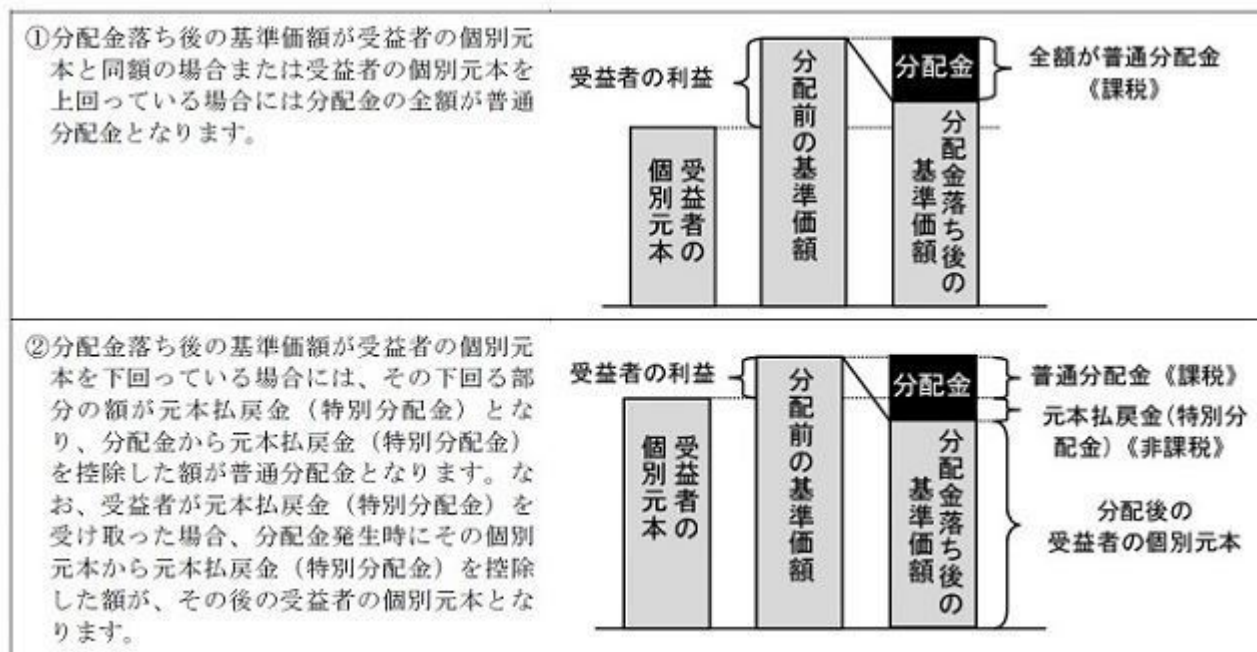 ①分配金落ち後の基準価額が受益者の個別元
本と同額の場合または受益者の個別元本を
上回っている場合には分配金の全額が普通
分配金となります。
受益者の利益
受益者の
個別元本
分配前の基準価額
分配金
分配金落ち後の
基準価額
全額が普通分配金
《課税》
②分配金落ち後の基準価額が受益者の個別元
本を下回っている場合には、その下回る部
分の額が元本払戻金（特別分配金）とな
り、分配金から元本払戻金（特別分配金）
を控除した額が普通分配金となります。な
お、受益者が元本払戻金（特別分配金）を
受け取った場合、分配金発生時にその個別
元本から元本払戻金（特別分配金）を控除
した額が、その後の受益者の個別元本とな
ります。
受益者の利益
受益者の
個別元本
分配前の基準価額
分配金
分配金落ち後の
基準価額
普通分配金《課税》
元本払戻金（特別分
配金）《非課税》
分配後の
受益者の個別元本